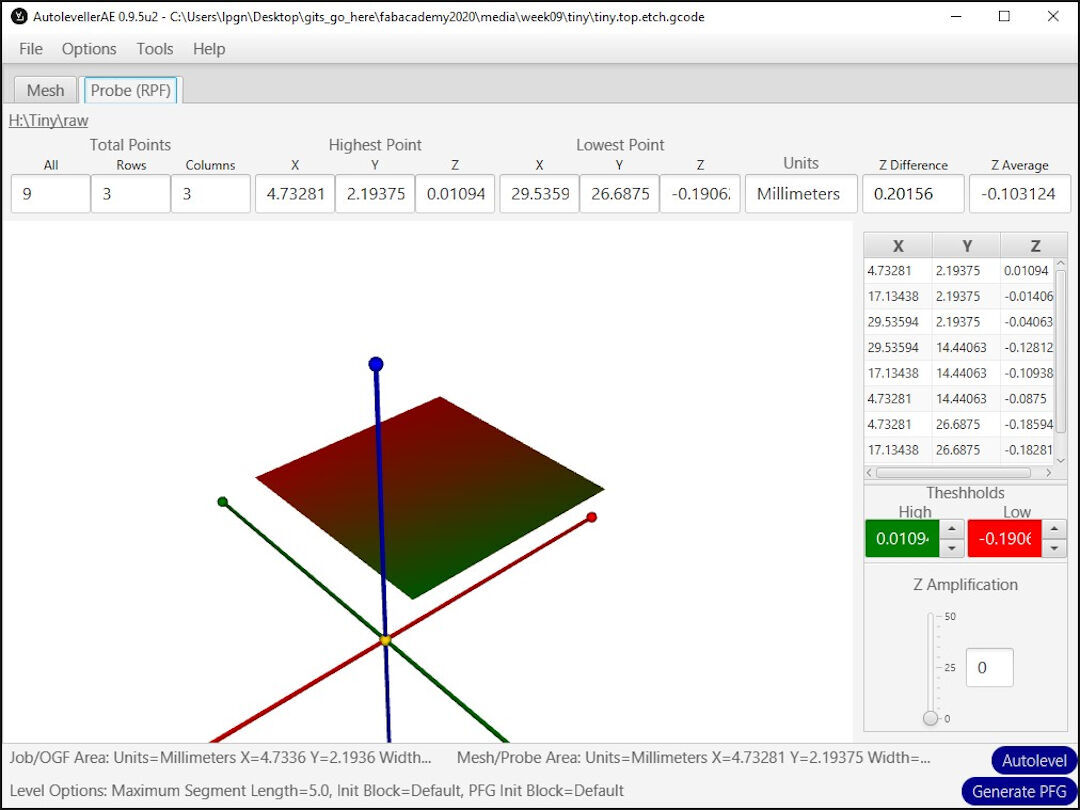 AutolevellerAE 0.9.5u2 - C:\Users\lpgn\Desktop\gits_go_here\fabacademy2020\media\week09\tiny\tiny.top.etch.gcode
File Options Tools Help
Mesh Probe (RPF)
H:\Tiny\raw
Total Points Highest Point Lowest Point
All Rows Columns X Y Z X Y Z Units Z Difference Z Average
9 3 3 4.73281 2.19375 0.01094 29.5359 26.6875 -0.1906 Millimeters 0.20156 -0.103124
X Y Z
4.73281 2.19375 0.01094
17.13438 2.19375 -0.01406
29.53594 2.19375 -0.04063
29.53594 14.44063 -0.12812
17.13438 14.44063 -0.10938
4.73281 14.44063 -0.0875
4.73281 26.6875 -0.18594
17.13438 26.6875 -0.18281
Theshholds
High Low
0.0109 -0.1906
Z Amplification
50
25
0
0
Job/OGF Area: Units=Millimeters X=4.7336 Y=2.1936 Width... Mesh/Probe Area: Units=Millimeters X=4.73281 Y=2.19375 Width=...
Autolevel
Level Options: Maximum Segment Length=5.0, Init Block=Default, PFG Init Block=Default
Generate PFG